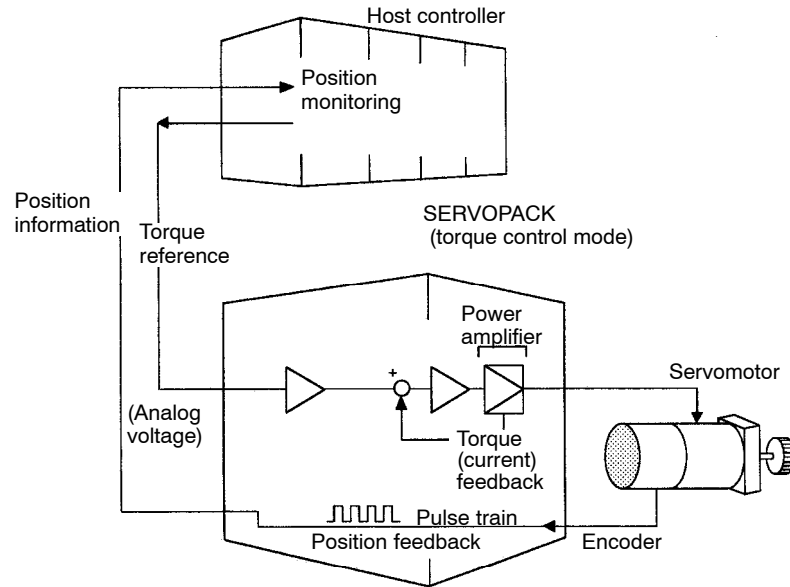 Host controller
Position
monitoring
Position
information
Torque
reference
SERVOPACK
(torque control mode)
Power
amplifier
+
Servomotor
(Analog
voltage)
Torque
(current)
feedback
Pulse train
Position feedback
Encoder